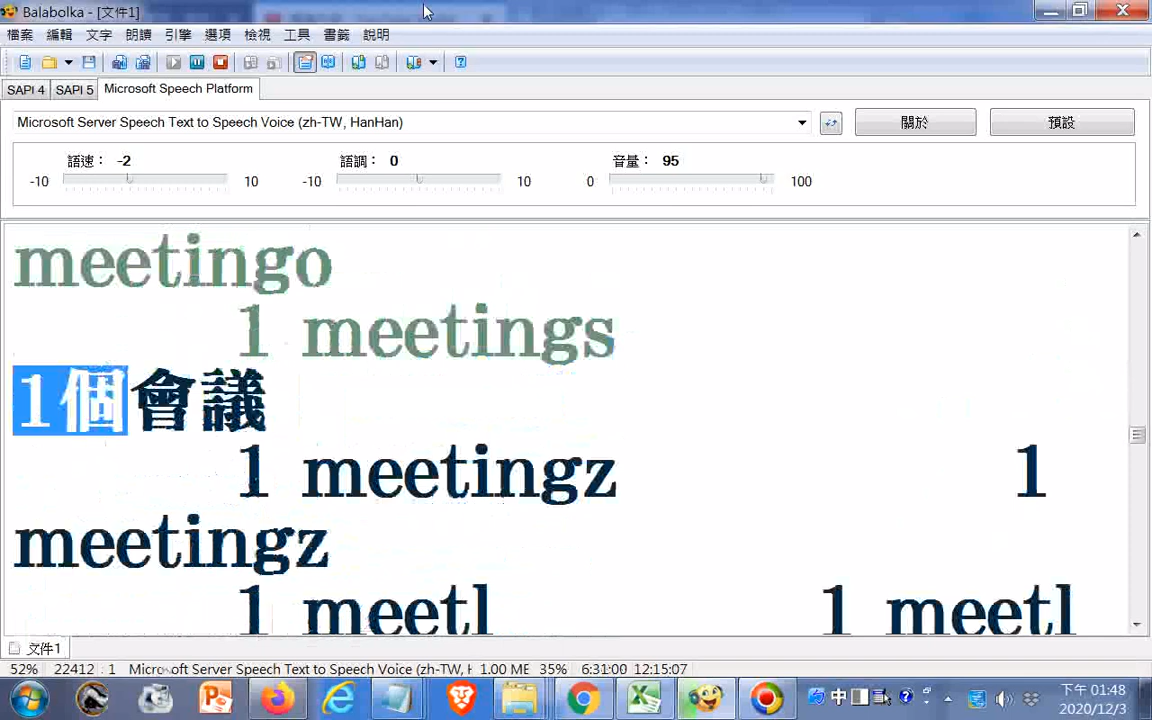 Balabolka - [文件1]
檔案 編輯 文字 朗讀 引擎 選項 檢視 工具 書籤 說明
SAPI 4 SAPI 5 Microsoft Speech Platform
Microsoft Server Speech Text to Speech Voice (zh-TW, HanHan) 關於 預設
語速： -2 語調： 0 音量： 95
-10 10 -10 10 0 100
meetingo
1 meetings
1個會議
1 meetingz 1
meetingz
1 meetl 1 meetl
文件1
52% 22412 : 1 Microsoft Server Speech Text to Speech Voice (zh-TW, H 1.00 ME 35% 6:31:00 12:15:07
中 下午 01:48
2020/12/3